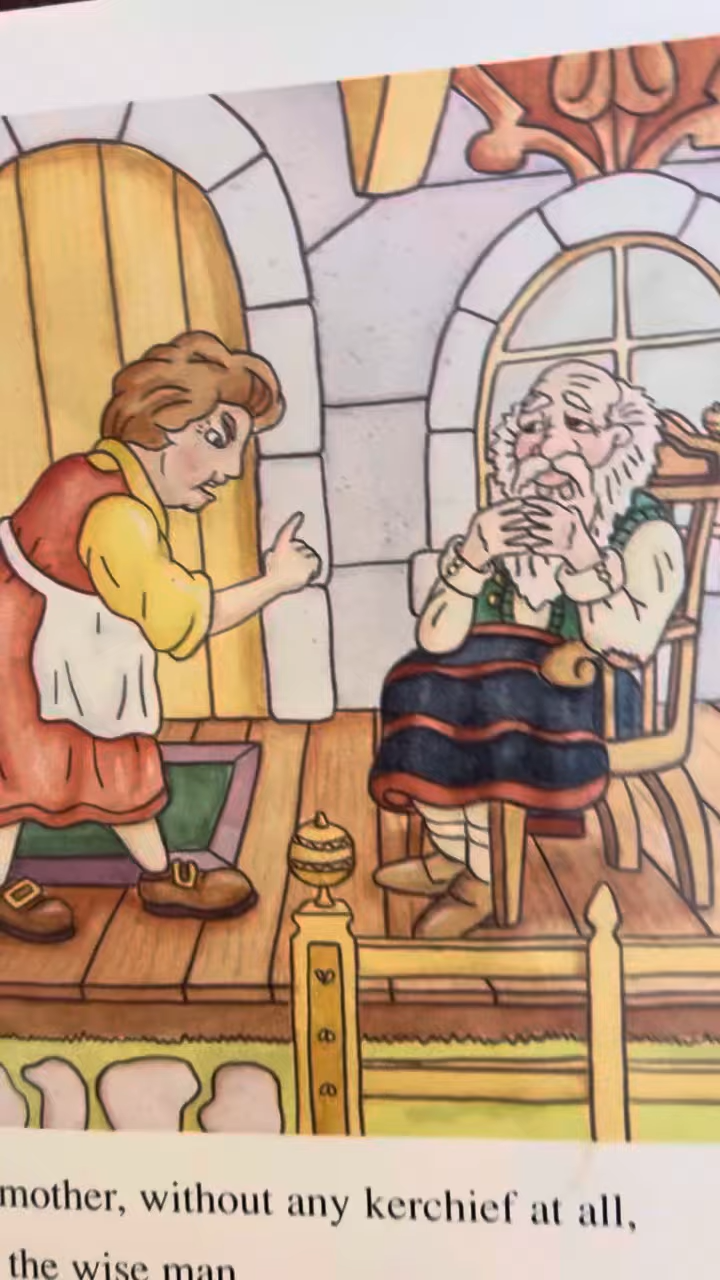 mother, without any kerchief at all,
the wise man